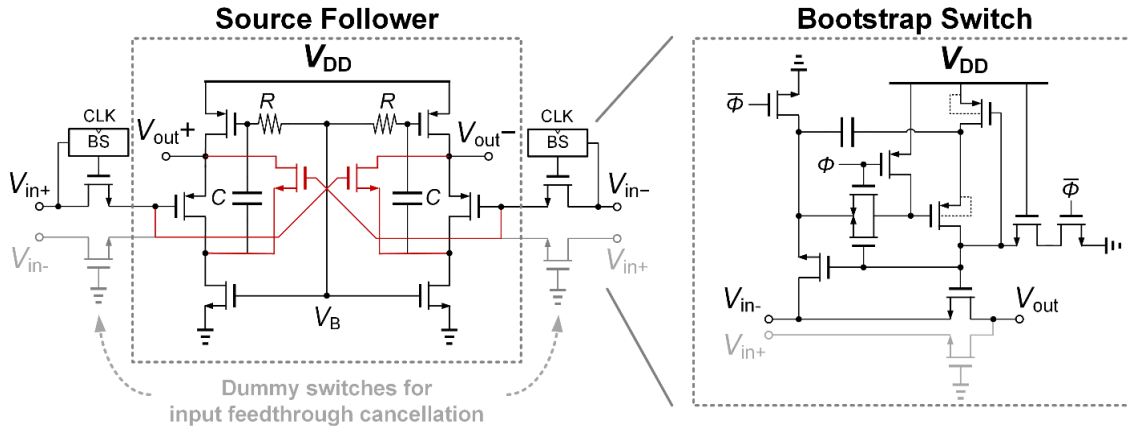 Source Follower
Bootstrap Switch
VDD
R
R
CLK
BS
Vout+
Vout−
CLK
BS
Vin+
C
C
Vin−
Vin-
Vin+
VB
Dummy switches for
input feedthrough cancellation
VDD
Φ̅
Φ
Φ̅
Vin-
Vout
Vin+